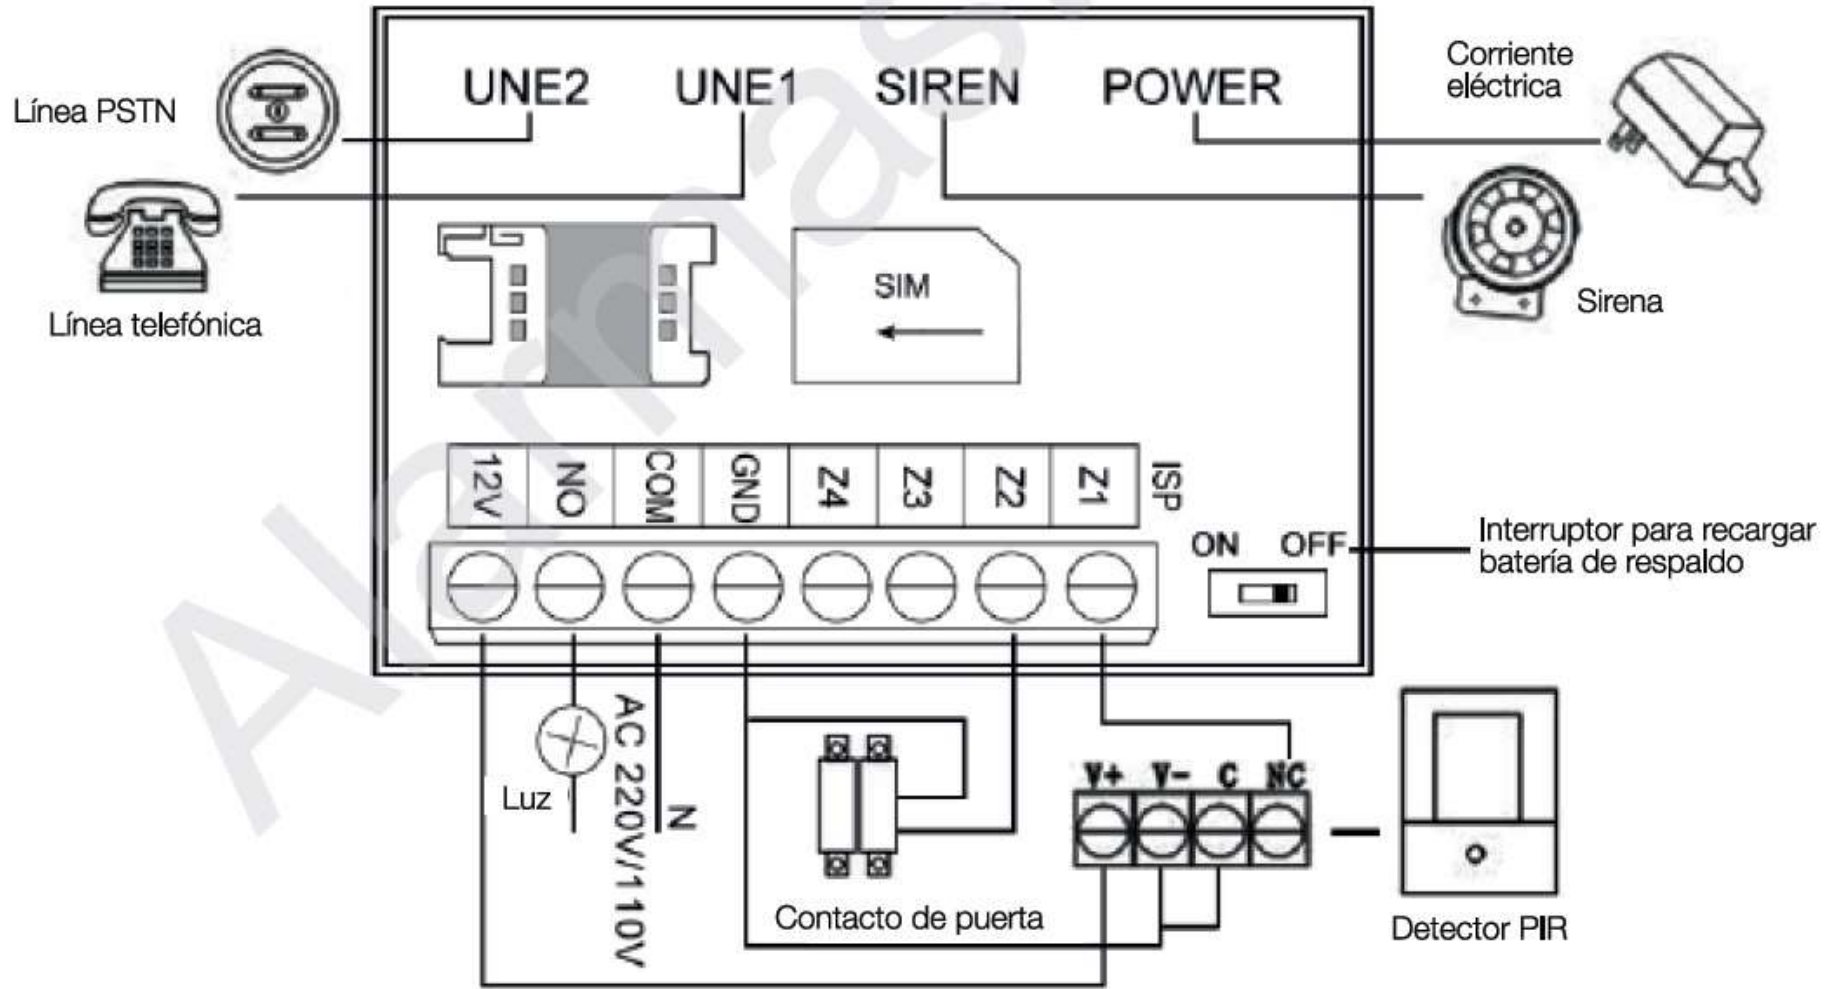 UNE2
UNE1
SIREN
POWER
Corriente
eléctrica
Línea PSTN
Línea telefónica
SIM
Sirena
12V
NO
COM
GND
Z4
Z3
Z2
Z1
ISP
ON OFF
Interruptor para recargar
batería de respaldo
Luz
AC 220V/110V
N
V+ V- C NC
Contacto de puerta
Detector PIR